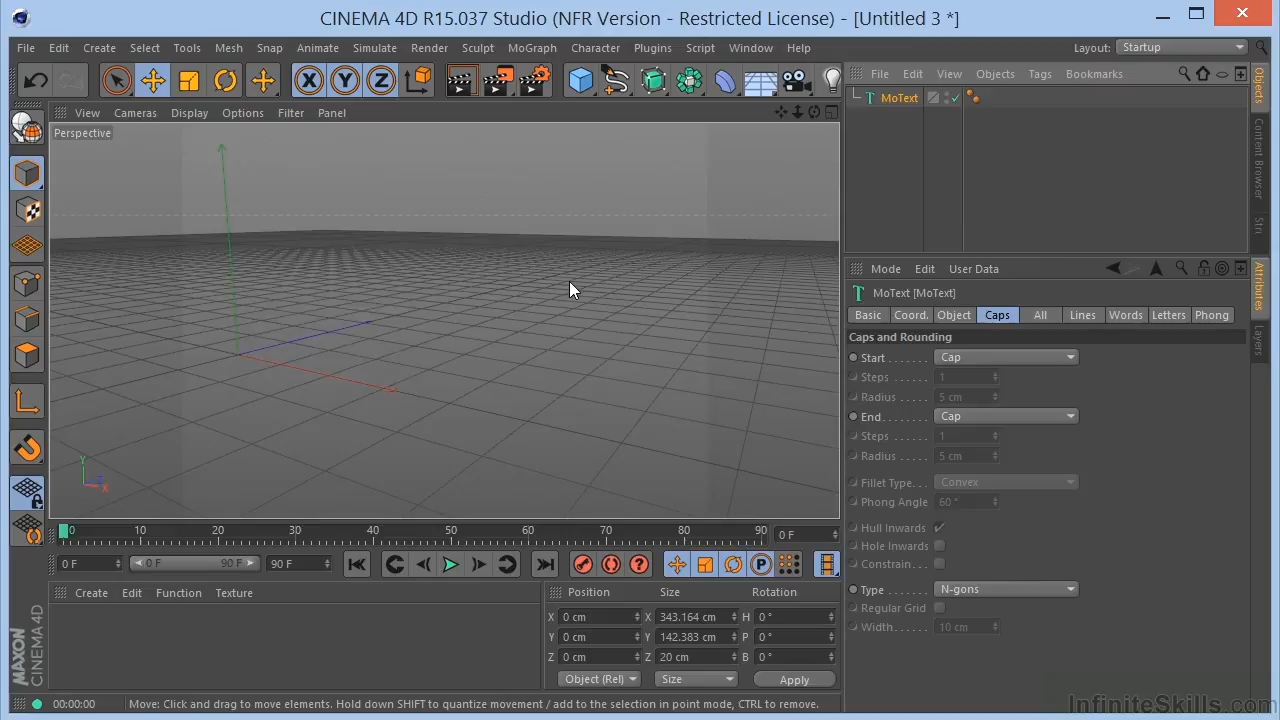 CINEMA 4D R15.037 Studio (NFR Version - Restricted License) - [Untitled 3 *]
File Edit Create Select Tools Mesh Snap Animate Simulate Render Sculpt MoGraph Character Plugins Script Window Help
Layout: Startup
X Y Z
File Edit View Objects Tags Bookmarks
MoText
Objects
Content Browser
Stru
Attributes
Layers
View Cameras Display Options Filter Panel
Perspective
Y
Z
X
Mode Edit User Data
T MoText [MoText]
Basic Coord. Object Caps All Lines Words Letters Phong
Caps and Rounding
Start . . . . . . . Cap
Steps 1
Radius . . . . . 5 cm
End. . . . . . . . Cap
Steps 1
Radius . . . . . 5 cm
Fillet Type. . . Convex
Phong Angle 60 °
Hull Inwards
Hole Inwards
Constrain. . .
Type . . . . . . . N-gons
Regular Grid
Width. . . . . . 10 cm
0 10 20 30 40 50 60 70 80 90 0 F
0 F 0 F 90 F 90 F
P
Create Edit Function Texture
Position Size Rotation
X 0 cm X 343.164 cm H 0 °
Y 0 cm Y 142.383 cm P 0 °
Z 0 cm Z 20 cm B 0 °
Object (Rel) Size Apply
MAXON
CINEMA 4D
00:00:00 Move: Click and drag to move elements. Hold down SHIFT to quantize movement / add to the selection in point mode, CTRL to remove.
InfiniteSkills.com